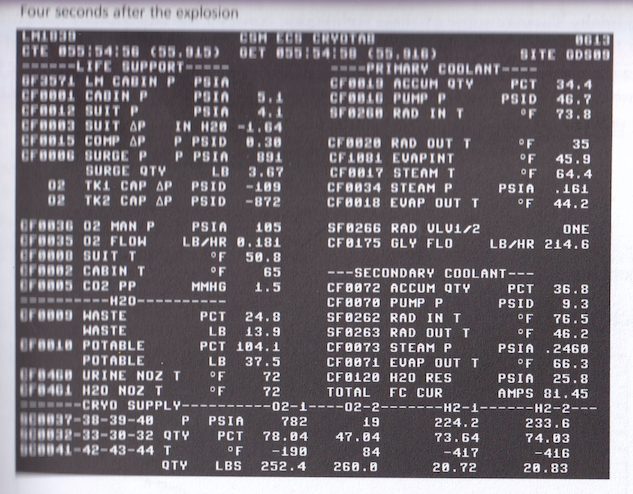 Four seconds after the explosion
LM1839 CSM ECS CRYOTAB 0613
CTE 055:54:58 (55.915) GET 055:54:58 (55.916) SITE GDS09
------LIFE SUPPORT----- ----PRIMARY COOLANT----
GF3571 LM CABIN P PSIA CF0019 ACCUM QTY PCT 34.4
CF0001 CABIN P PSIA 5.1 CF0016 PUMP P PSID 46.7
CF0012 SUIT P PSIA 4.1 SF0260 RAD IN T °F 73.8
CF0003 SUIT ΔP IN H20 -1.64
CF0015 COMP ΔP P PSID 0.30 CF0020 RAD OUT T °F 35
CF0006 SURGE P P PSIA 891 CF1081 EVAPINT °F 45.9
SURGE QTY LB 3.67 CF0017 STEAM T °F 64.4
O2 TK1 CAP ΔP PSID -109 CF0034 STEAM P PSIA .161
O2 TK2 CAP ΔP PSID -872 CF0018 EVAP OUT T °F 44.2
CF0036 O2 MAN P PSIA 105 SF0266 RAD VLV1/2 ONE
CF0035 O2 FLOW LB/HR 0.181 CF0175 GLY FLO LB/HR 214.6
CF0008 SUIT T °F 50.8
CF0002 CABIN T °F 65 ---SECONDARY COOLANT---
CF0005 CO2 PP MMHG 1.5 CF0072 ACCUM QTY PCT 36.8
----------H2O---------- CF0070 PUMP P PSID 9.3
CF0009 WASTE PCT 24.8 SF0262 RAD IN T °F 76.5
WASTE LB 13.9 SF0263 RAD OUT T °F 46.2
CF0010 POTABLE PCT 104.1 CF0073 STEAM P PSIA .2460
POTABLE LB 37.5 CF0071 EVAP OUT T °F 66.3
CF0460 URINE NOZ T °F 72 CF0120 H2O RES PSIA 25.8
CF0461 H2O NOZ T °F 72 TOTAL FC CUR AMPS 81.45
------CRYO SUPPLY--------O2-1----O2-2-------H2-1-----H2-2---
0037-38-39-40 P PSIA 782 19 224.2 233.6
0032-33-30-32 QTY PCT 78.04 47.04 73.64 74.03
0041-42-43-44 T °F -190 84 -417 -416
QTY LBS 252.4 260.0 20.72 20.83